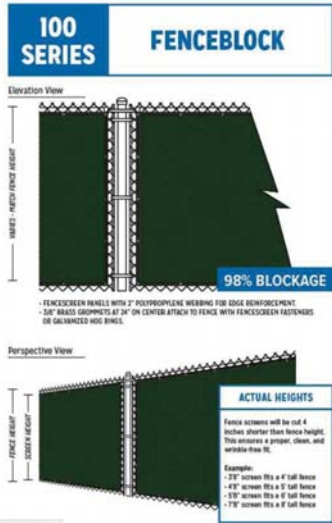 100
SERIES
FENCEBLOCK
Elevation View
VARIES - MATCH FENCE HEIGHT
98% BLOCKAGE
- FENCESCREEN PANELS WITH 2" POLYPROPYLENE WEBBING FOR EDGE REINFORCEMENT.
- 3/8" BRASS GROMMETS AT 24" ON CENTER ATTACH TO FENCE WITH FENCESCREEN FASTENERS
OR GALVANIZED HOG RINGS.
Perspective View
FENCE HEIGHT
SCREEN HEIGHT
ACTUAL HEIGHTS
Fence screens will be cut 4
inches shorter than fence height.
This ensures a proper, clean, and
wrinkle-free fit.
Example:
- 3'8" screen fits a 4' tall fence
- 4'8" screen fits a 5' tall fence
- 5'8" screen fits a 6' tall fence
- 7'8" screen fits a 8' tall fence